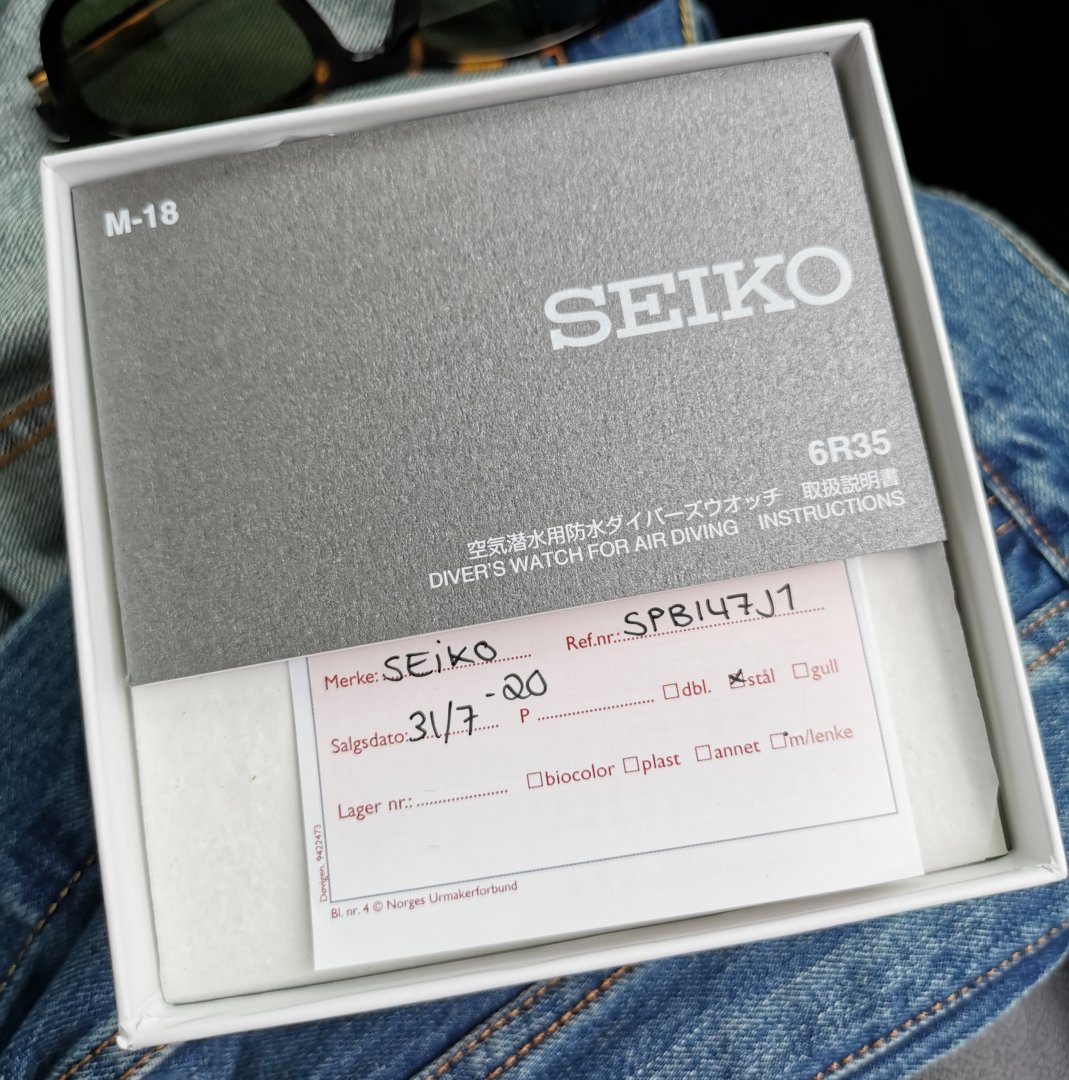 M-18
SEIKO
6R35
空気潜水用防水ダイバーズウオッチ 取扱説明書
DIVER'S WATCH FOR AIR DIVING INSTRUCTIONS
Merke: SEIKO Ref.nr.: SPB147J1
Salgsdato: 31/7 -20 P ☐dbl. ☒stål ☐gull
Lager nr.: ☐biocolor ☐plast ☐annet ☐m/lenke
Devigen. 9422473
Bl. nr. 4 © Norges Urmakerforbund